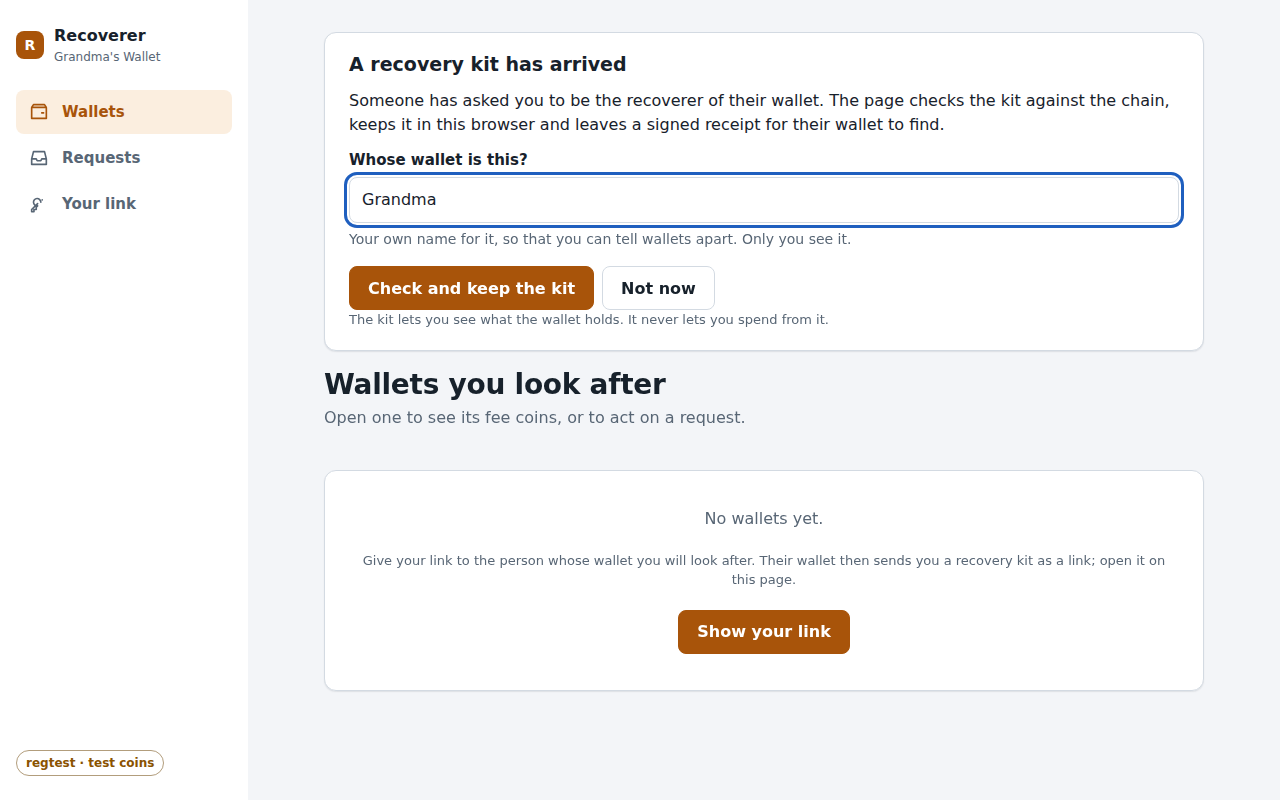 R
Recoverer
Grandma's Wallet
Wallets
Requests
Your link
regtest · test coins
A recovery kit has arrived
Someone has asked you to be the recoverer of their wallet. The page checks the kit against the chain,
keeps it in this browser and leaves a signed receipt for their wallet to find.
Whose wallet is this?
Grandma
Your own name for it, so that you can tell wallets apart. Only you see it.
Check and keep the kit
Not now
The kit lets you see what the wallet holds. It never lets you spend from it.
Wallets you look after
Open one to see its fee coins, or to act on a request.
No wallets yet.
Give your link to the person whose wallet you will look after. Their wallet then sends you a recovery kit as a link; open it on
this page.
Show your link